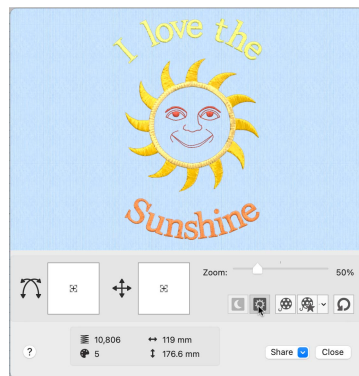 I love the
Sunshine
Zoom: 50%
10,806 119 mm
5 176.6 mm
? Share Close